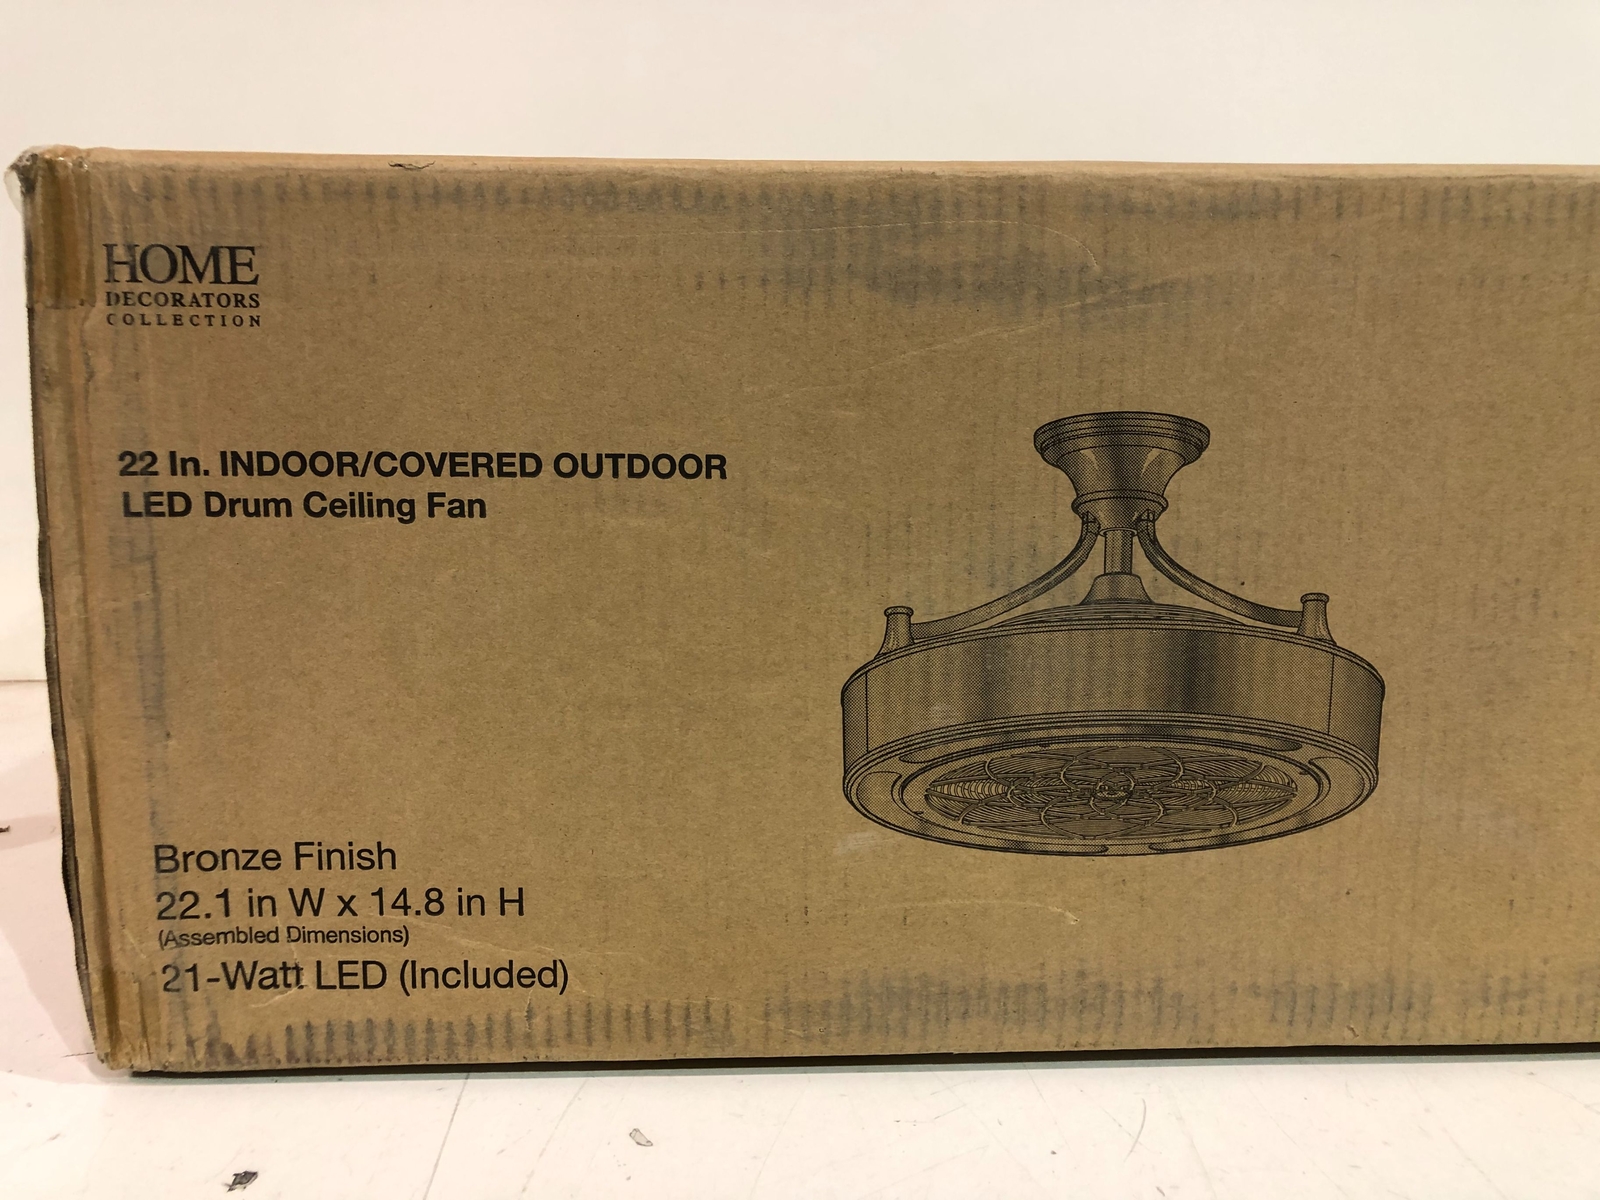 HOME
DECORATORS
COLLECTION
22 In. INDOOR/COVERED OUTDOOR
LED Drum Ceiling Fan
Bronze Finish
22.1 in W x 14.8 in H
(Assembled Dimensions)
21-Watt LED (Included)